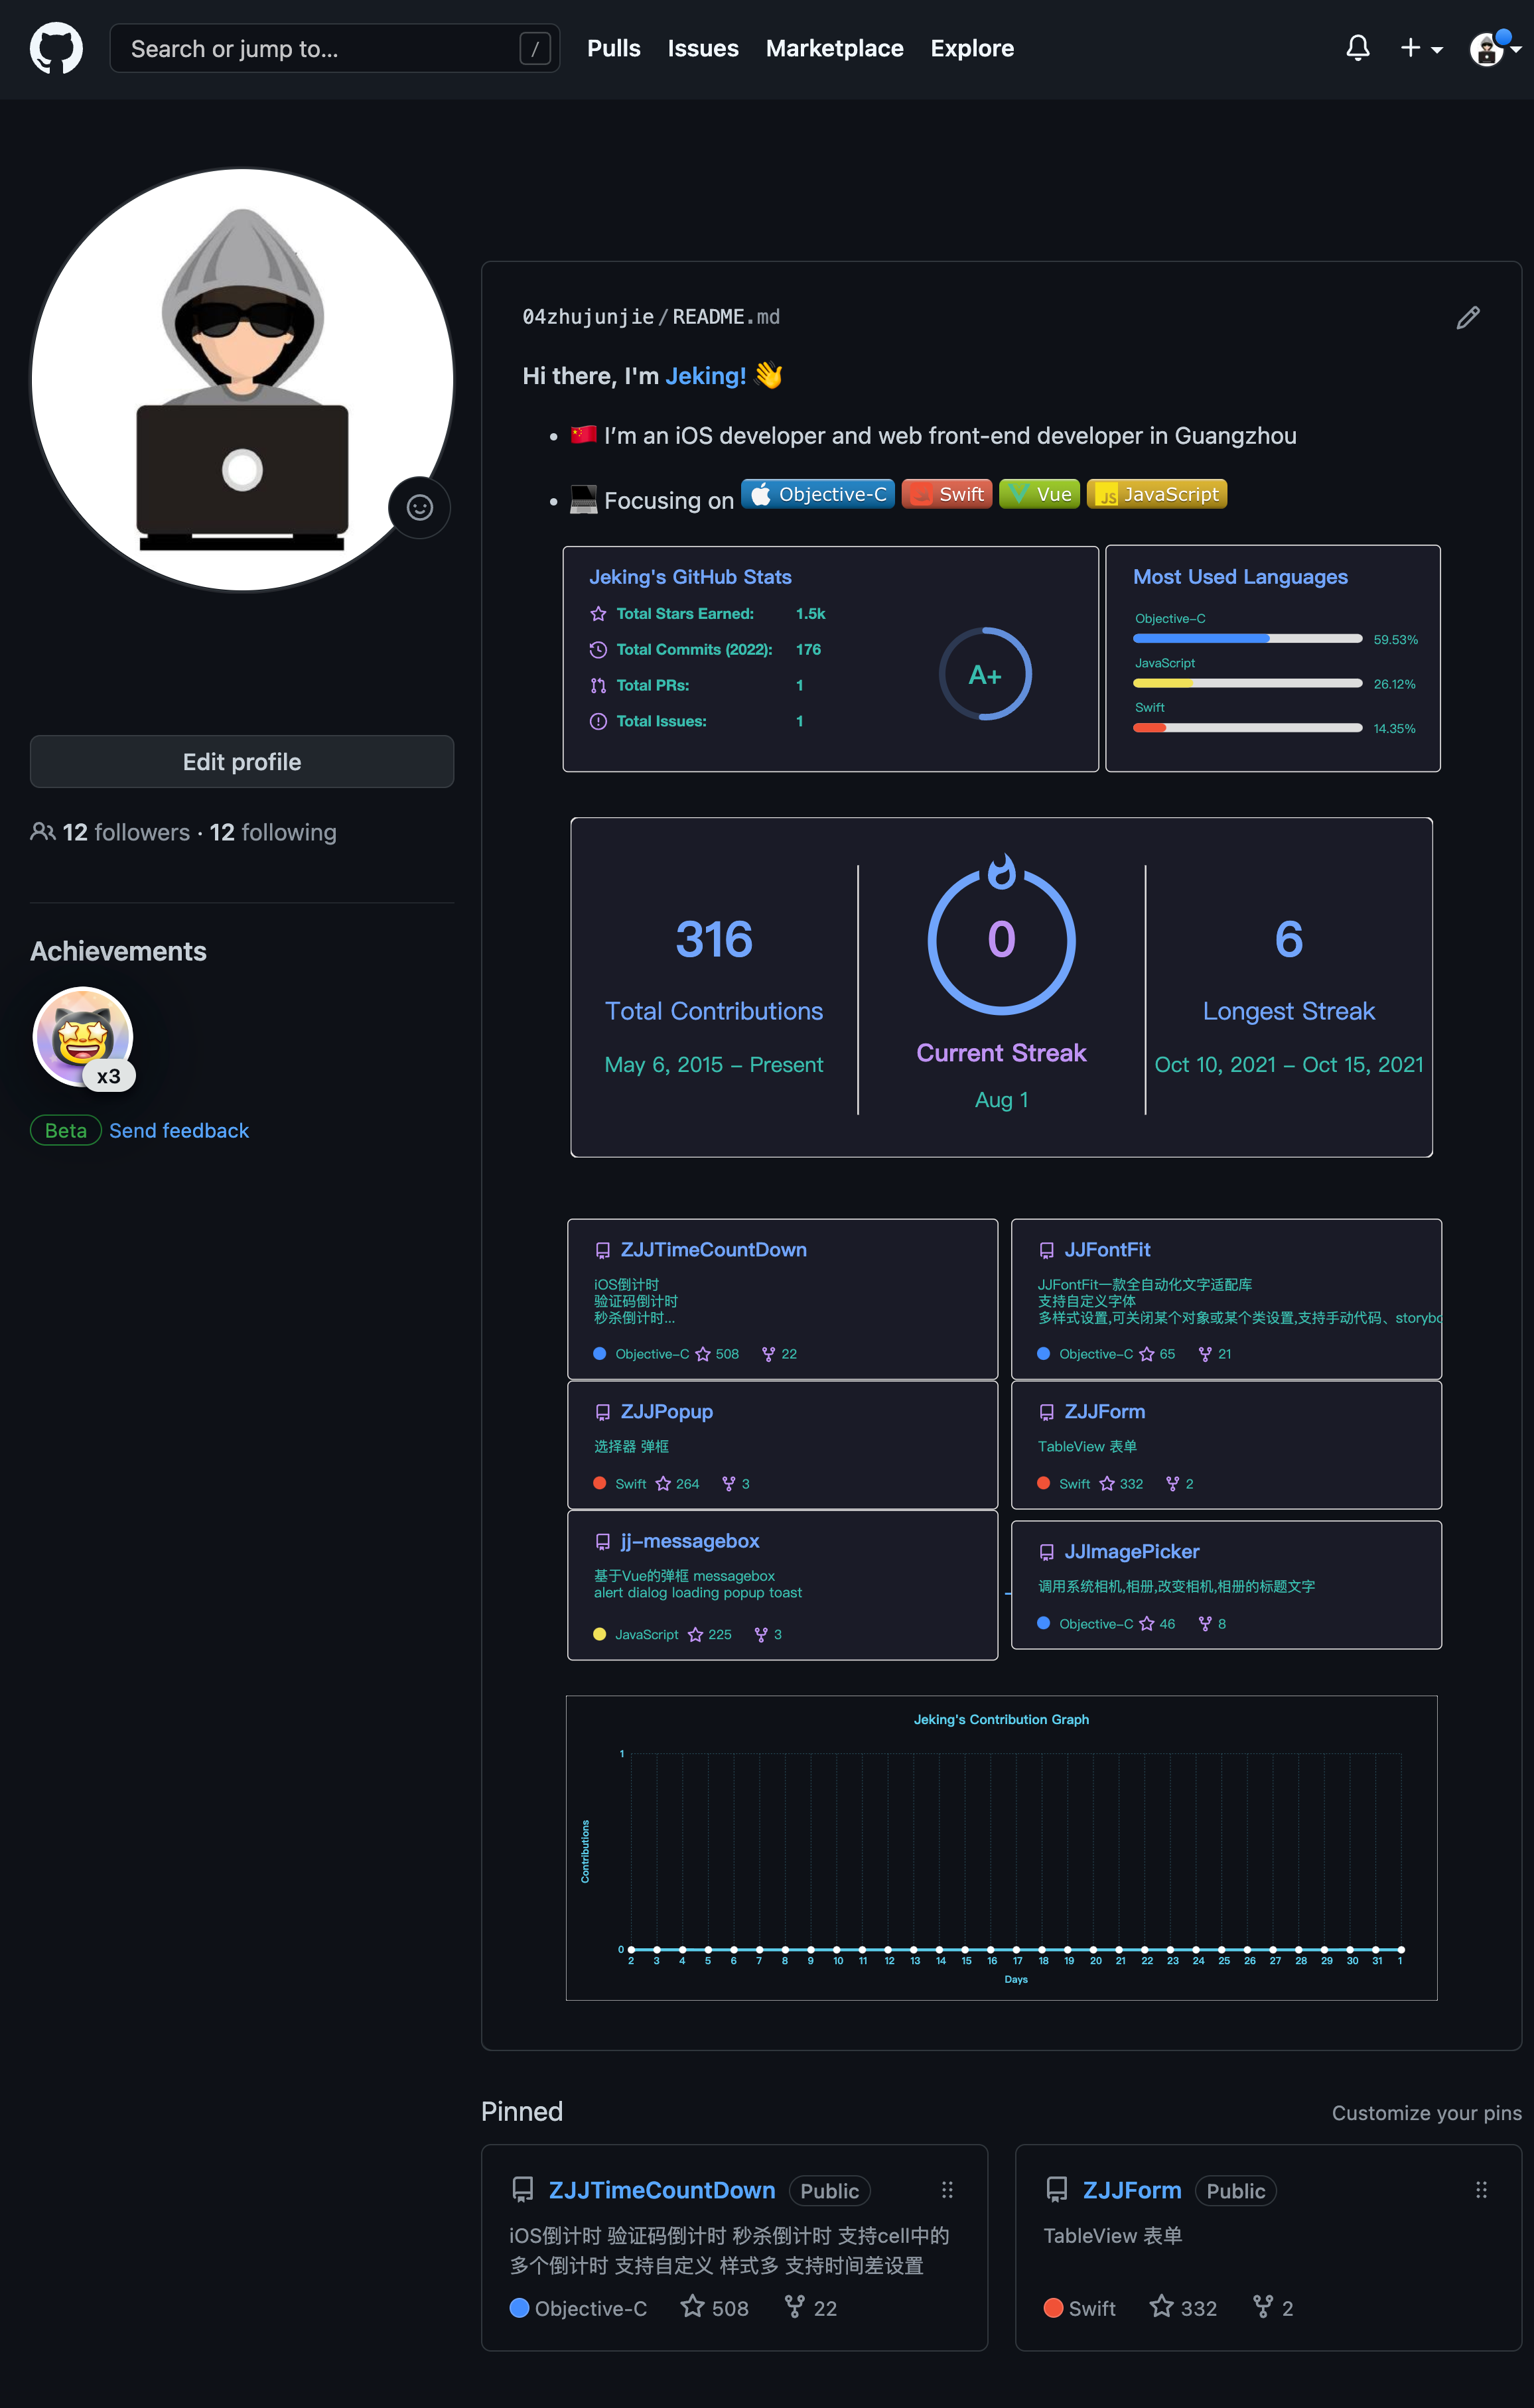 Search or jump to... /
Pulls Issues Marketplace Explore
04zhujunjie/README.md
Hi there, I'm Jeking! 👋
• 🇨🇳 I’m an iOS developer and web front-end developer in Guangzhou
• 💻 Focusing on Objective-C Swift Vue JS JavaScript
Jeking's GitHub Stats
Total Stars Earned: 1.5k
Total Commits (2022): 176
Total PRs: 1
Total Issues: 1
A+
Most Used Languages
Objective-C
59.53%
JavaScript
26.12%
Swift
14.35%
Edit profile
12 followers · 12 following
Achievements
x3
Beta Send feedback
316
Total Contributions
May 6, 2015 – Present
0
Current Streak
Aug 1
6
Longest Streak
Oct 10, 2021 – Oct 15, 2021
ZJJTimeCountDown
iOS倒计时
验证码倒计时
秒杀倒计时...
Objective-C 508 22
JJFontFit
JJFontFit一款全自动化文字适配库
支持自定义字体
多样式设置,可关闭某个对象或某个类设置,支持手动代码、storybo
Objective-C 65 21
ZJJPopup
选择器 弹框
Swift 264 3
ZJJForm
TableView 表单
Swift 332 2
jj-messagebox
基于Vue的弹框 messagebox
alert dialog loading popup toast
JavaScript 225 3
JJImagePicker
调用系统相机,相册,改变相机,相册的标题文字
Objective-C 46 8
Jeking's Contribution Graph
1
Contributions
0
2 3 4 5 6 7 8 9 10 11 12 13 14 15 16 17 18 19 20 21 22 23 24 25 26 27 28 29 30 31 1
Days
Pinned
Customize your pins
ZJJTimeCountDown Public
iOS倒计时 验证码倒计时 秒杀倒计时 支持cell中的
多个倒计时 支持自定义 样式多 支持时间差设置
Objective-C 508 22
ZJJForm Public
TableView 表单
Swift 332 2